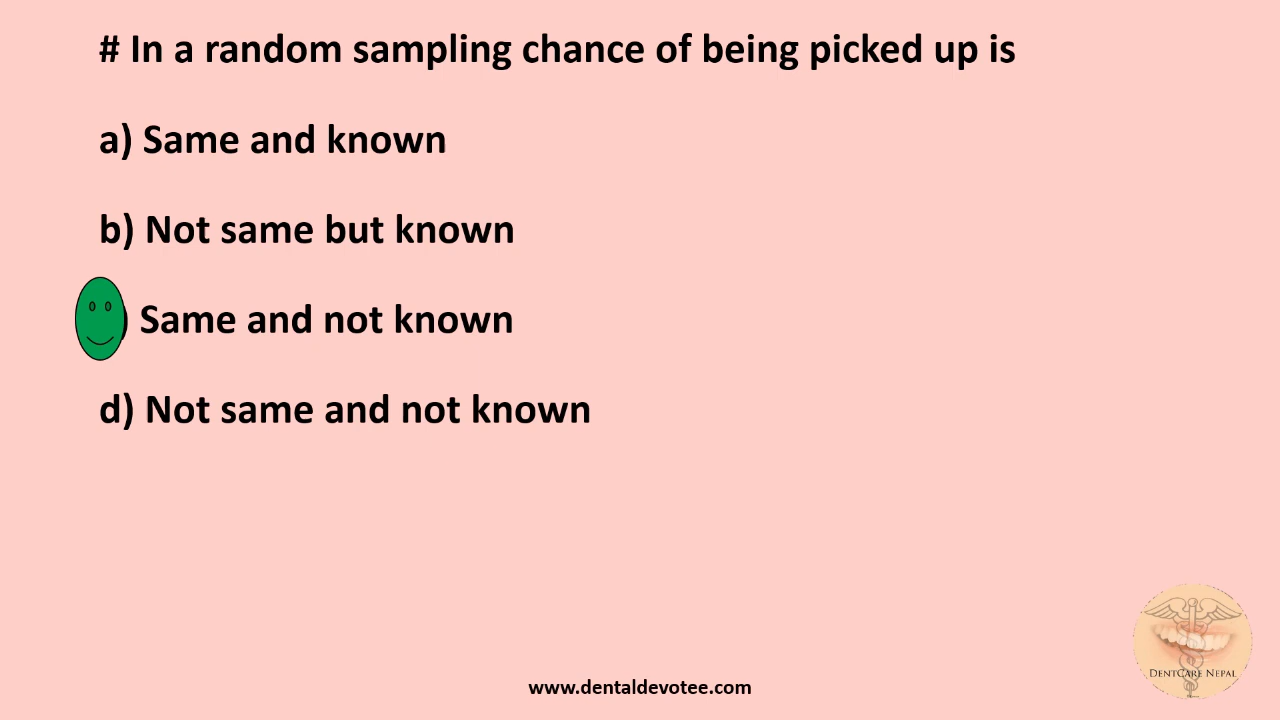 # In a random sampling chance of being picked up is
a) Same and known
b) Not same but known
) Same and not known
d) Not same and not known
DENTCARE NEPAL
www.dentaldevotee.com